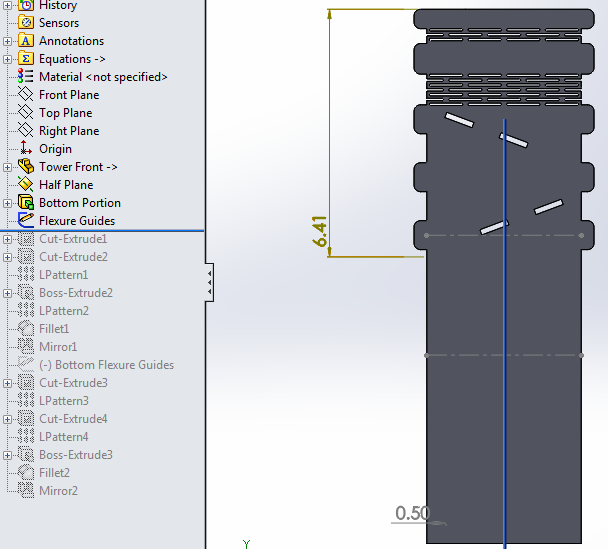 History
Sensors
Annotations
Equations ->
Material <not specified>
Front Plane
Top Plane
Right Plane
Origin
Tower Front ->
Half Plane
Bottom Portion
Flexure Guides
Cut-Extrude1
Cut-Extrude2
LPattern1
Boss-Extrude2
LPattern2
Fillet1
Mirror1
(-) Bottom Flexure Guides
Cut-Extrude3
LPattern3
Cut-Extrude4
LPattern4
Boss-Extrude3
Fillet2
Mirror2
6.41
0.50
Y